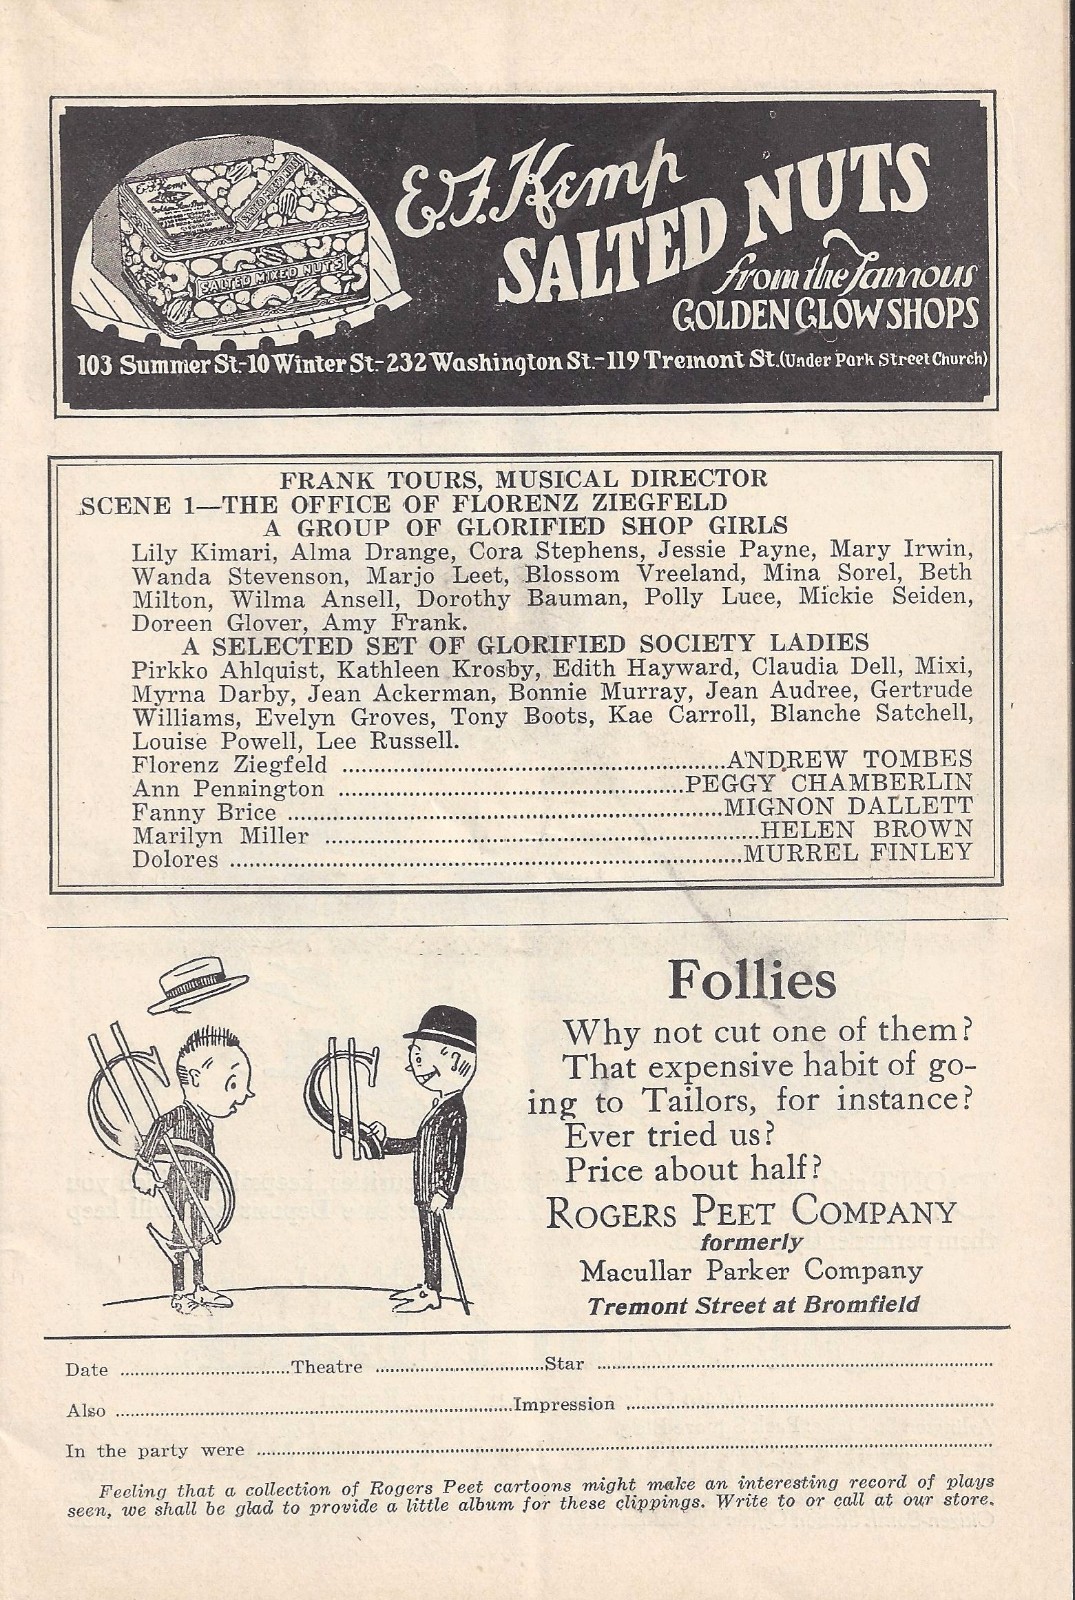 E. F. Kemp
SALTED NUTS
from the Famous
GOLDEN GLOW SHOPS
E. F. Kemp
SALTED MIXED NUTS
103 Summer St.-10 Winter St.-232 Washington St.-119 Tremont St. (Under Park Street Church)
FRANK TOURS, MUSICAL DIRECTOR
SCENE 1—THE OFFICE OF FLORENZ ZIEGFELD
A GROUP OF GLORIFIED SHOP GIRLS
Lily Kimari, Alma Drange, Cora Stephens, Jessie Payne, Mary Irwin,
Wanda Stevenson, Marjo Leet, Blossom Vreeland, Mina Sorel, Beth
Milton, Wilma Ansell, Dorothy Bauman, Polly Luce, Mickie Seiden,
Doreen Glover, Amy Frank.
A SELECTED SET OF GLORIFIED SOCIETY LADIES
Pirkko Ahlquist, Kathleen Krosby, Edith Hayward, Claudia Dell, Mixi,
Myrna Darby, Jean Ackerman, Bonnie Murray, Jean Audree, Gertrude
Williams, Evelyn Groves, Tony Boots, Kae Carroll, Blanche Satchell,
Louise Powell, Lee Russell.
Florenz Ziegfeld ........ANDREW TOMBES
Ann Pennington ........PEGGY CHAMBERLIN
Fanny Brice ........MIGNON DALLETT
Marilyn Miller ........HELEN BROWN
Dolores ........MURREL FINLEY
Follies
Why not cut one of them?
That expensive habit of go-
ing to Tailors, for instance?
Ever tried us?
Price about half?
ROGERS PEET COMPANY
formerly
Macullar Parker Company
Tremont Street at Bromfield
Date ........Theatre ........Star ........
Also ........Impression ........
In the party were ........
Feeling that a collection of Rogers Peet cartoons might make an interesting record of plays
seen, we shall be glad to provide a little album for these clippings. Write to or call at our store.